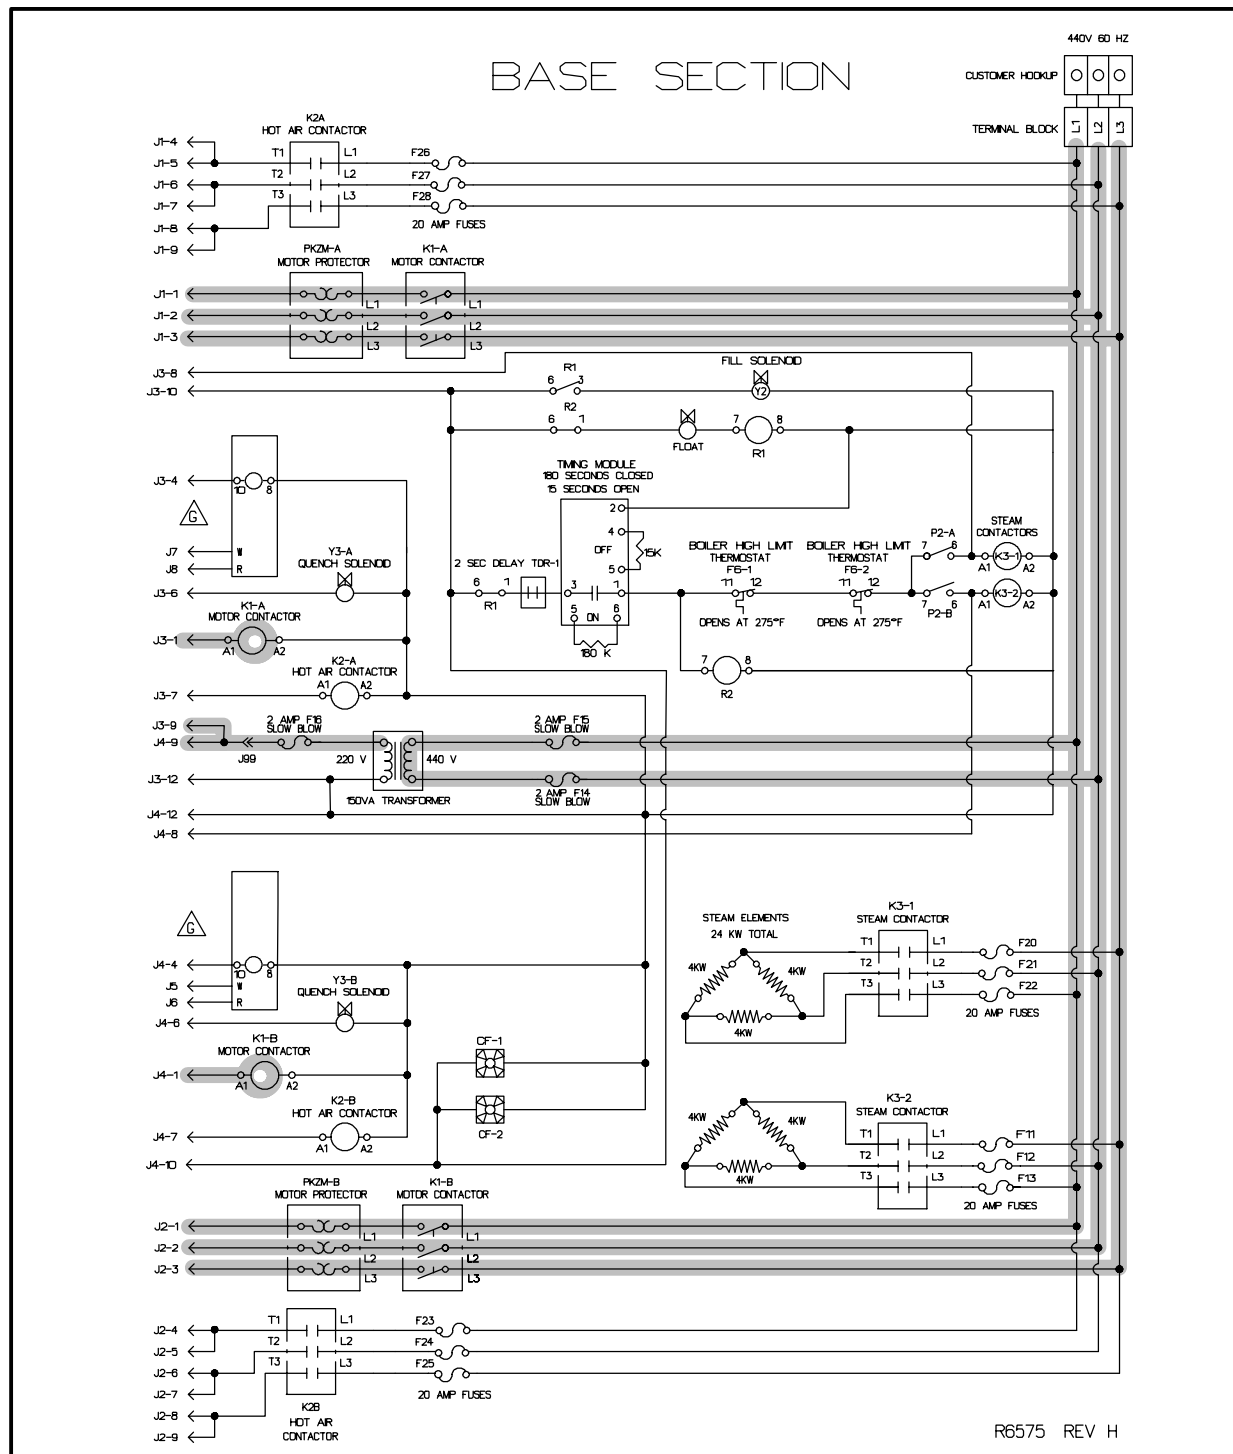 440V 60 HZ
BASE SECTION
CUSTOMER HOOKUP
TERMINAL BLOCK
L1 L2 L3
K2A
HOT AIR CONTACTOR
J1-4
J1-5 T1 L1 F26
J1-6 T2 L2 F27
J1-7 T3 L3 F28
J1-8 20 AMP FUSES
J1-9
PKZM-A K1-A
MOTOR PROTECTOR MOTOR CONTACTOR
J1-1 L1 L1
J1-2 L2 L2
J1-3 L3 L3
J3-8
J3-10
R1 FILL SOLENOID
6 3 Y2
R2
6 1 7 8
FLOAT R1
TIMING MODULE
180 SECONDS CLOSED
15 SECONDS OPEN
2
4
OFF 15K
5
J3-4 10 8
G
J7 W
J8 R
Y3-A
QUENCH SOLENOID
J3-6
2 SEC DELAY TDR-1
6 1 3 1
R1
5 ON 6
180 K
BOILER HIGH LIMIT BOILER HIGH LIMIT
THERMOSTAT THERMOSTAT
F6-1 F6-2
11 12 11 12
OPENS AT 275°F OPENS AT 275°F
P2-A STEAM
CONTACTORS
7 6 K3-1
A1 A2
7 6 K3-2
P2-B A1 A2
7 8
R2
K1-A
MOTOR CONTACTOR
J3-1 A1 A2
K2-A
HOT AIR CONTACTOR
J3-7 A1 A2
J3-9 2 AMP F16 2 AMP F15
SLOW BLOW SLOW BLOW
J4-9 J99 220 V 440 V
J3-12
150VA TRANSFORMER
2 AMP F14
SLOW BLOW
J4-12
J4-8
G
J4-4 10 8
J5 W
J6 R
Y3-B
QUENCH SOLENOID
J4-6
K1-B
MOTOR CONTACTOR
J4-1 A1 A2
K2-B
HOT AIR CONTACTOR
J4-7 A1 A2
J4-10
CF-1
CF-2
STEAM ELEMENTS
24 KW TOTAL
4KW 4KW
4KW
K3-1
STEAM CONTACTOR
T1 L1 F20
T2 L2 F21
T3 L3 F22
20 AMP FUSES
4KW 4KW
4KW
K3-2
STEAM CONTACTOR
T1 L1 F11
T2 L2 F12
T3 L3 F13
20 AMP FUSES
PKZM-B K1-B
MOTOR PROTECTOR MOTOR CONTACTOR
J2-1 L1 L1
J2-2 L2 L2
J2-3 L3 L3
J2-4 T1 L1 F23
J2-5 T2 L2 F24
J2-6 T3 L3 F25
J2-7 20 AMP FUSES
J2-8 K2B
J2-9 HOT AIR
CONTACTOR
R6575 REV H